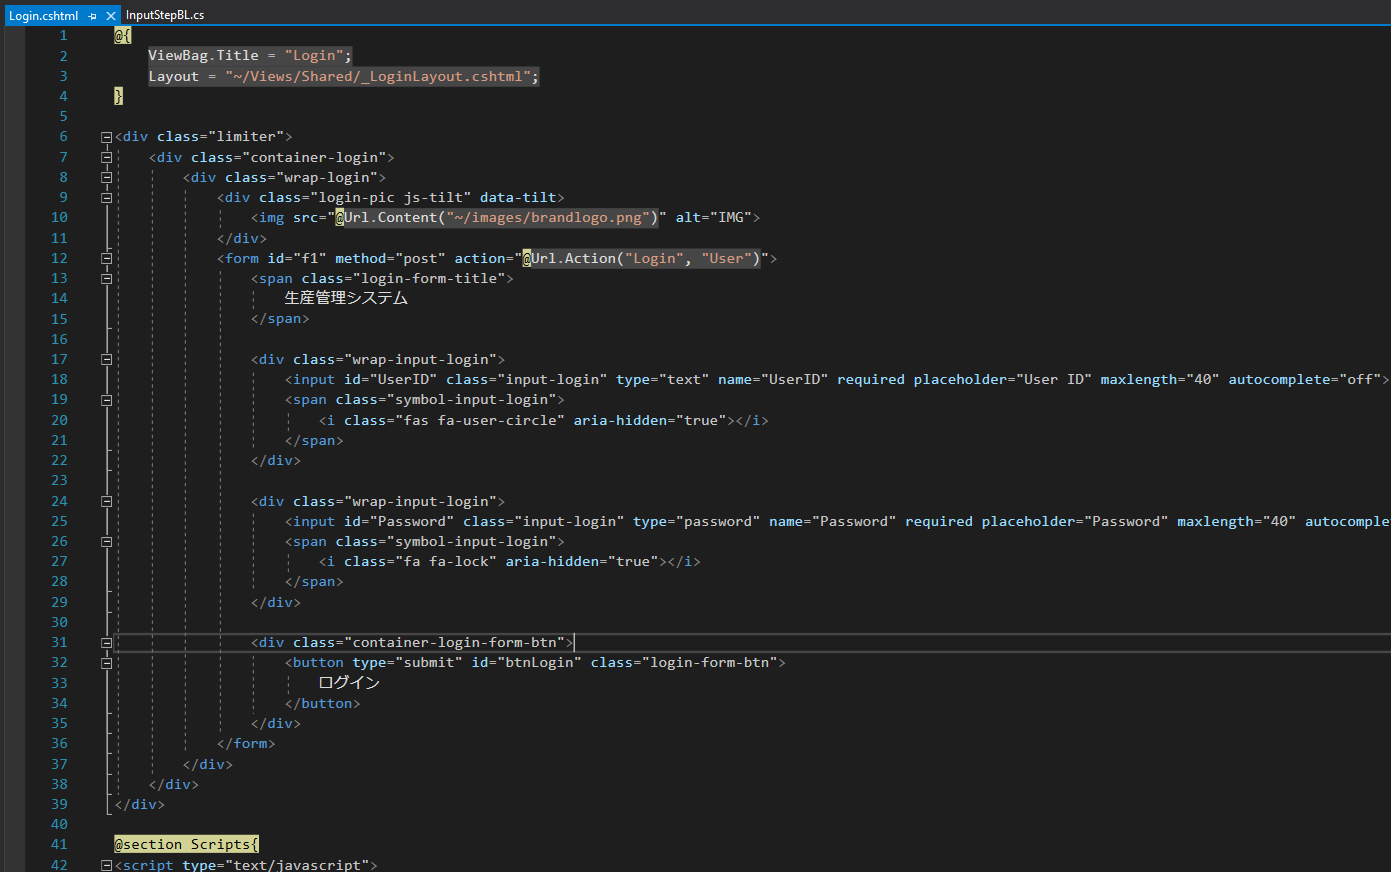 Login.cshtml InputStepBL.cs
1 @{
2 ViewBag.Title = "Login";
3 Layout = "~/Views/Shared/_LoginLayout.cshtml";
4 }
5
6 <div class="limiter">
7 <div class="container-login">
8 <div class="wrap-login">
9 <div class="login-pic js-tilt" data-tilt>
10 <img src="@Url.Content("~/images/brandlogo.png")" alt="IMG">
11 </div>
12 <form id="f1" method="post" action="@Url.Action("Login", "User")">
13 <span class="login-form-title">
14 生産管理システム
15 </span>
16
17 <div class="wrap-input-login">
18 <input id="UserID" class="input-login" type="text" name="UserID" required placeholder="User ID" maxlength="40" autocomplete="off">
19 <span class="symbol-input-login">
20 <i class="fas fa-user-circle" aria-hidden="true"></i>
21 </span>
22 </div>
23
24 <div class="wrap-input-login">
25 <input id="Password" class="input-login" type="password" name="Password" required placeholder="Password" maxlength="40" autocomple
26 <span class="symbol-input-login">
27 <i class="fa fa-lock" aria-hidden="true"></i>
28 </span>
29 </div>
30
31 <div class="container-login-form-btn">
32 <button type="submit" id="btnLogin" class="login-form-btn">
33 ログイン
34 </button>
35 </div>
36 </form>
37 </div>
38 </div>
39 </div>
40
41 @section Scripts{
42 <script type="text/javascript">